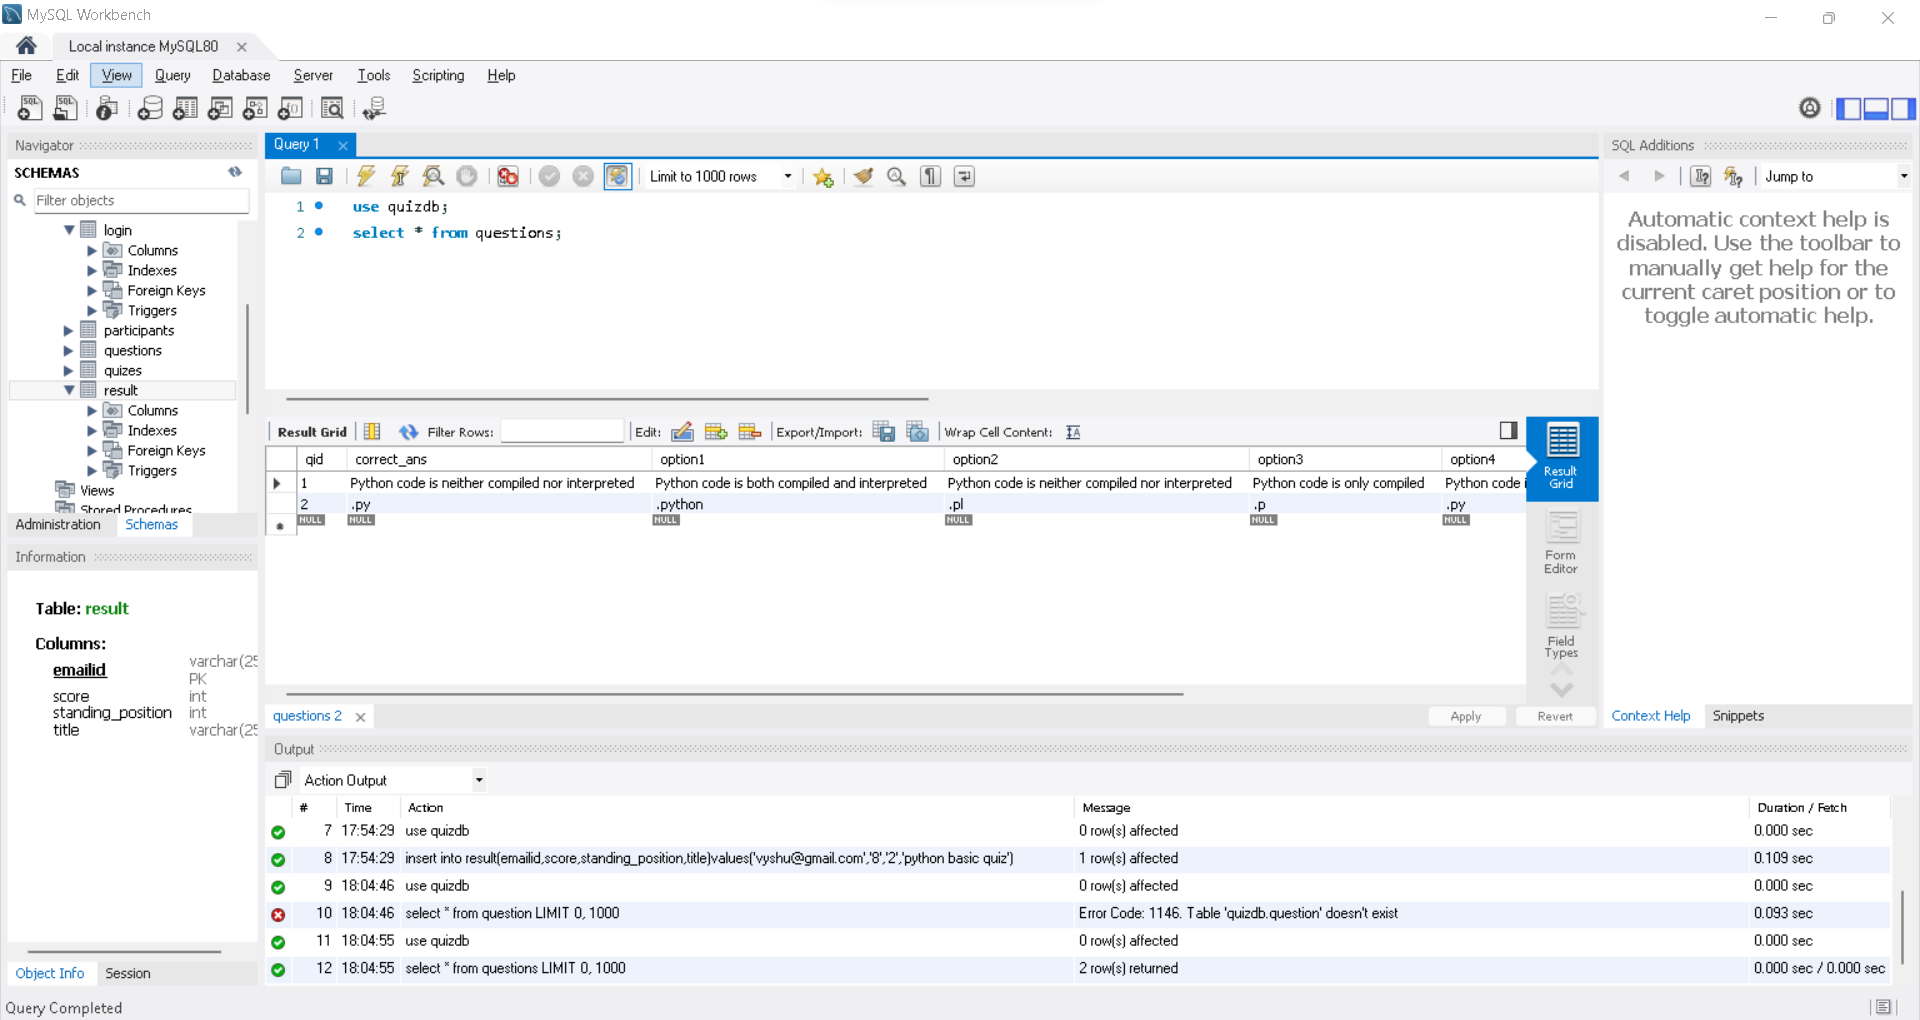 MySQL Workbench
Local instance MySQL80
File Edit View Query Database Server Tools Scripting Help
Navigator
SCHEMAS
Filter objects
login
Columns
Indexes
Foreign Keys
Triggers
participants
questions
quizes
result
Columns
Indexes
Foreign Keys
Triggers
Views
Stored Procedures
Administration Schemas
Information
Table: result
Columns:
emailid varchar(25
PK
score int
standing_position int
title varchar(25
Object Info Session
Query 1
Limit to 1000 rows
1 use quizdb;
2 select * from questions;
Result Grid Filter Rows: Edit: Export/Import: Wrap Cell Content:
qid correct_ans option1 option2 option3 option4
1 Python code is neither compiled nor interpreted Python code is both compiled and interpreted Python code is neither compiled nor interpreted Python code is only compiled Python code i
2 .py .python .pl .p .py
NULL NULL NULL NULL NULL NULL
Result
Grid
Form
Editor
Field
Types
questions 2 Apply Revert
SQL Additions
Jump to
Automatic context help is
disabled. Use the toolbar to
manually get help for the
current caret position or to
toggle automatic help.
Context Help Snippets
Output
Action Output
# Time Action Message Duration / Fetch
7 17:54:29 use quizdb 0 row(s) affected 0.000 sec
8 17:54:29 insert into result(emailid,score,standing_position,title)values('vyshu@gmail.com','8','2','python basic quiz') 1 row(s) affected 0.109 sec
9 18:04:46 use quizdb 0 row(s) affected 0.000 sec
10 18:04:46 select * from question LIMIT 0, 1000 Error Code: 1146. Table 'quizdb.question' doesn't exist 0.093 sec
11 18:04:55 use quizdb 0 row(s) affected 0.000 sec
12 18:04:55 select * from questions LIMIT 0, 1000 2 row(s) returned 0.000 sec / 0.000 sec
Query Completed